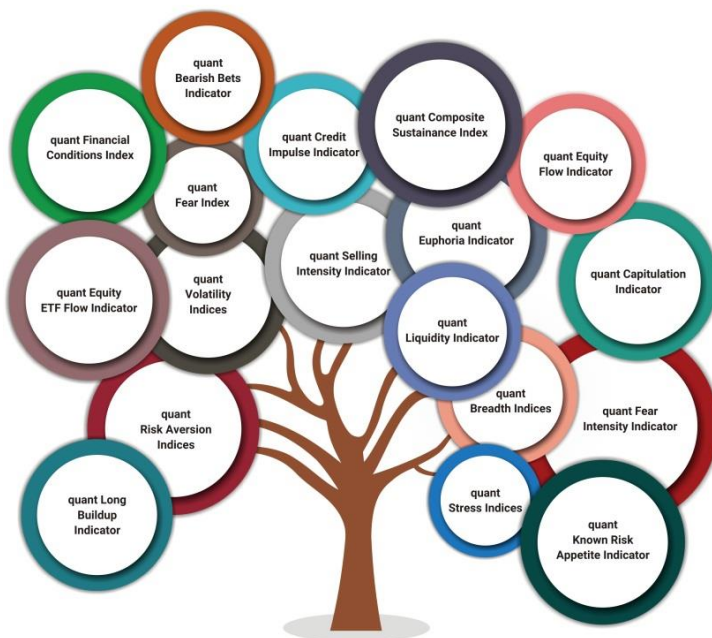 quant
Bearish Bets
Indicator
quant Financial
Conditions Index
quant Credit
Impulse Indicator
quant Composite
Sustainance Index
quant Equity
Flow Indicator
quant
Fear Index
quant Selling
Intensity Indicator
quant
Euphoria Indicator
quant Capitulation
Indicator
quant Equity
ETF Flow Indicator
quant
Volatility
Indices
quant
Liquidity Indicator
quant
Breadth Indices
quant Fear
Intensity Indicator
quant
Risk Aversion
Indices
quant Long
Buildup
Indicator
quant
Stress Indices
quant
Known Risk
Appetite Indicator